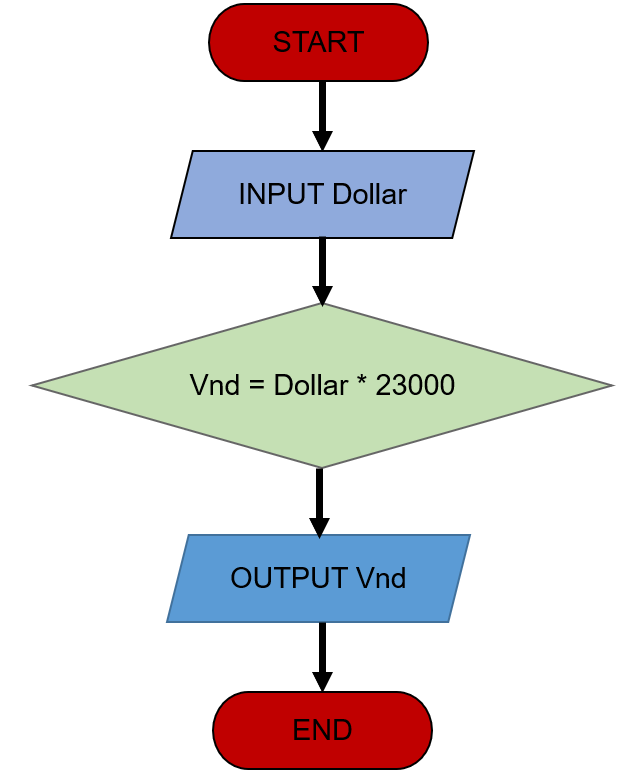 START
INPUT Dollar
Vnd = Dollar * 23000
OUTPUT Vnd
END